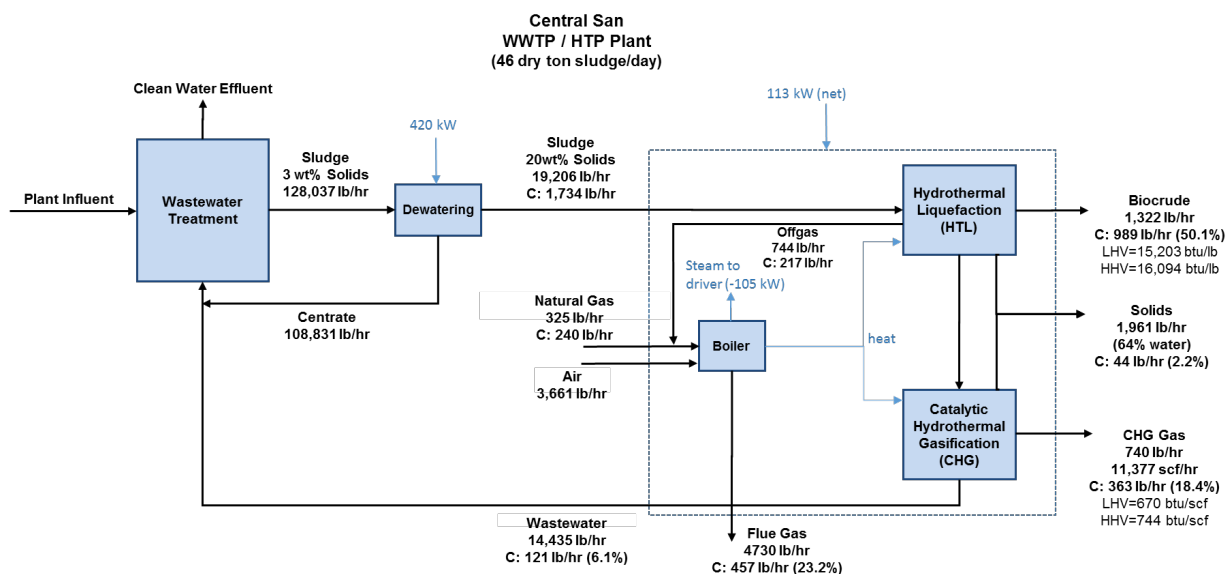 Central San
WWTP / HTP Plant
(46 dry ton sludge/day)
Clean Water Effluent
113 kW (net)
420 kW
Sludge
3 wt% Solids
128,037 lb/hr
Sludge
20wt% Solids
19,206 lb/hr
C: 1,734 lb/hr
Plant Influent
Wastewater
Treatment
Dewatering
Hydrothermal
Liquefaction
(HTL)
Biocrude
1,322 lb/hr
C: 989 lb/hr (50.1%)
LHV=15,203 btu/lb
HHV=16,094 btu/lb
Offgas
744 lb/hr
C: 217 lb/hr
Steam to
driver (-105 kW)
Centrate
108,831 lb/hr
Natural Gas
325 lb/hr
C: 240 lb/hr
Air
3,661 lb/hr
Boiler
heat
Solids
1,961 lb/hr
(64% water)
C: 44 lb/hr (2.2%)
Catalytic
Hydrothermal
Gasification
(CHG)
CHG Gas
740 lb/hr
11,377 scf/hr
C: 363 lb/hr (18.4%)
LHV=670 btu/scf
HHV=744 btu/scf
Wastewater
14,435 lb/hr
C: 121 lb/hr (6.1%)
Flue Gas
4730 lb/hr
C: 457 lb/hr (23.2%)